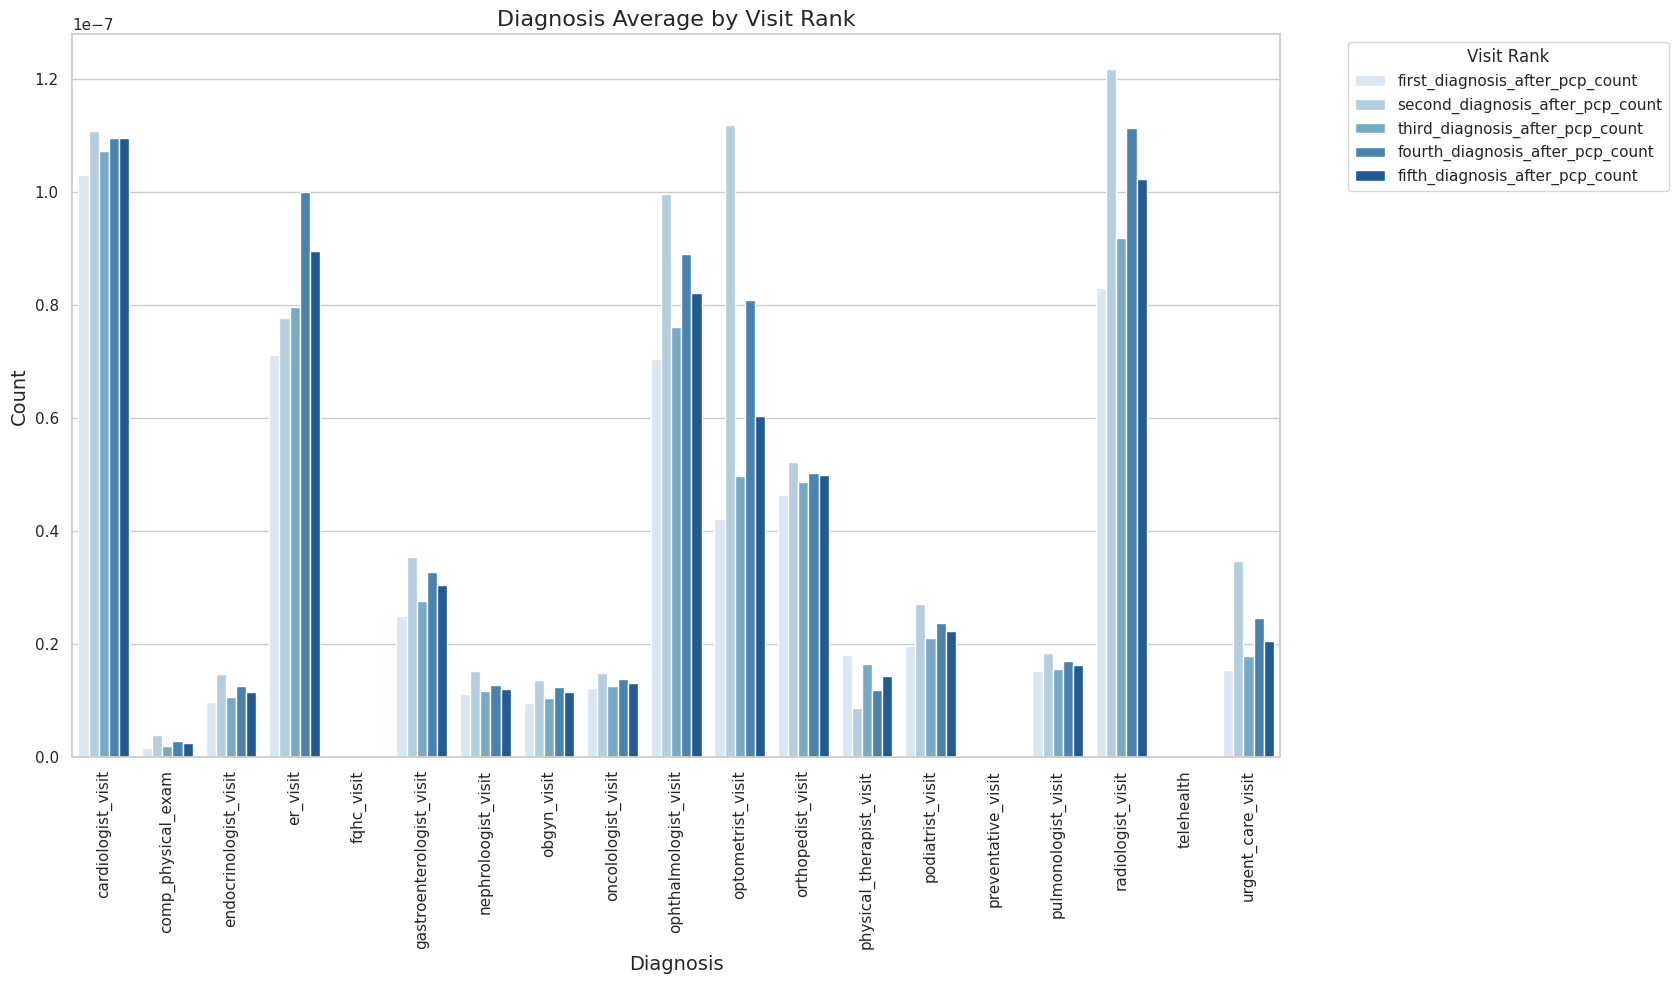 Diagnosis Average by Visit Rank
1e−7
1.2
1.0
0.8
0.6
0.4
0.2
0.0
Count
cardiologist_visit
comp_physical_exam
endocrinologist_visit
er_visit
fqhc_visit
gastroenterologist_visit
nephroloogist_visit
obgyn_visit
oncolologist_visit
ophthalmologist_visit
optometrist_visit
orthopedist_visit
physical_therapist_visit
podiatrist_visit
preventative_visit
pulmonologist_visit
radiologist_visit
telehealth
urgent_care_visit
Diagnosis
Visit Rank
first_diagnosis_after_pcp_count
second_diagnosis_after_pcp_count
third_diagnosis_after_pcp_count
fourth_diagnosis_after_pcp_count
fifth_diagnosis_after_pcp_count